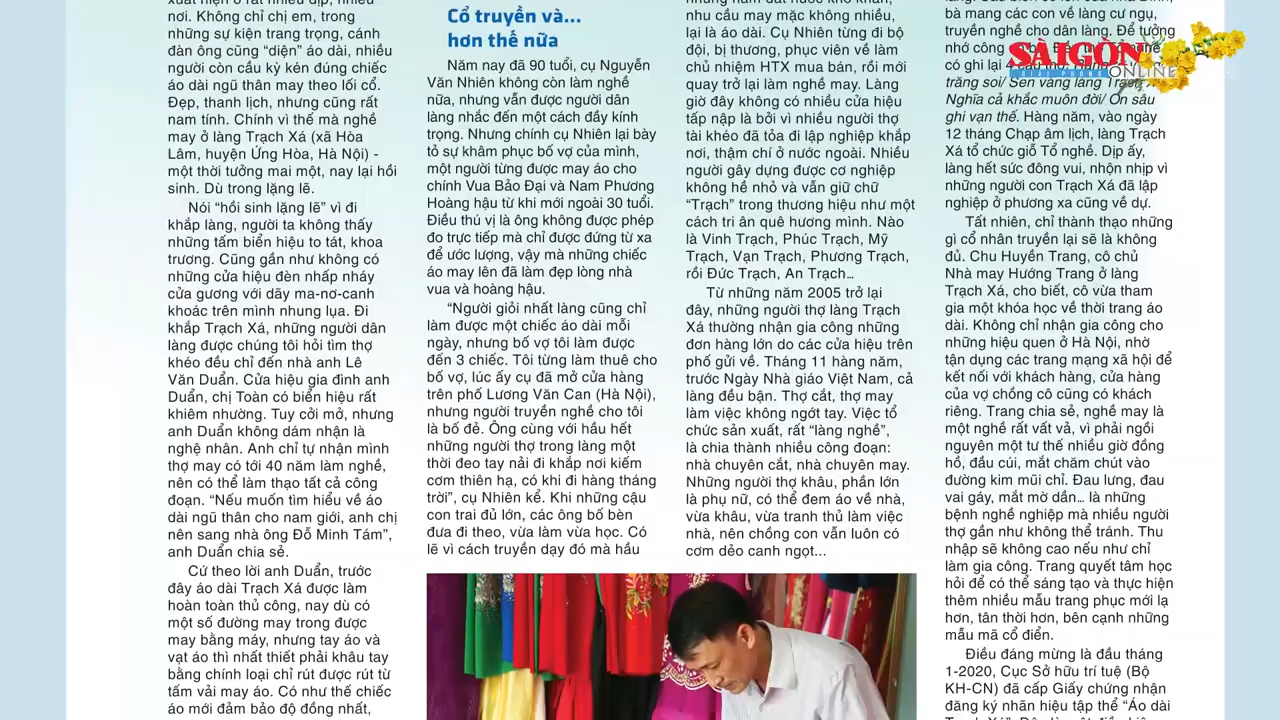 xuất hiện ở rất nhiều dịp, nhiều
nơi. Không chỉ chị em, trong
những sự kiện trang trọng, cánh
đàn ông cũng “diện” áo dài, nhiều
người còn cầu kỳ kén đúng chiếc
áo dài ngũ thân may theo lối cổ.
Đẹp, thanh lịch, nhưng cũng rất
nam tính. Chính vì thế mà nghề
may ở làng Trạch Xá (xã Hòa
Lâm, huyện Ứng Hòa, Hà Nội) -
một thời tưởng mai một, nay lại hồi
sinh. Dù trong lặng lẽ.
Nói “hồi sinh lặng lẽ” vì đi
khắp làng, người ta không thấy
những tấm biển hiệu to tát, khoa
trương. Cũng gần như không có
những cửa hiệu đèn nhấp nháy
cửa gương với dãy ma-nơ-canh
khoác trên mình nhung lụa. Đi
khắp Trạch Xá, những người dân
làng được chúng tôi hỏi tìm thợ
khéo đều chỉ đến nhà anh Lê
Văn Duẩn. Cửa hiệu gia đình anh
Duẩn, chị Toàn có biển hiệu rất
khiêm nhường. Tuy cởi mở, nhưng
anh Duẩn không dám nhận là
nghệ nhân. Anh chỉ tự nhận mình
thợ may có tới 40 năm làm nghề,
nên có thể làm thạo tất cả công
đoạn. “Nếu muốn tìm hiểu về áo
dài ngũ thân cho nam giới, anh chị
nên sang nhà ông Đỗ Minh Tám”,
anh Duẩn chia sẻ.
Cứ theo lời anh Duẩn, trước
đây áo dài Trạch Xá được làm
hoàn toàn thủ công, nay dù có
một số đường may trong được
may bằng máy, nhưng tay áo và
vạt áo thì nhất thiết phải khâu tay
bằng chính loại chỉ rút được rút từ
tấm vải may áo. Có như thế chiếc
áo mới đảm bảo độ đồng nhất,
Cổ truyền và...
hơn thế nữa
Năm nay đã 90 tuổi, cụ Nguyễn
Văn Nhiên không còn làm nghề
nữa, nhưng vẫn được người dân
làng nhắc đến một cách đầy kính
trọng. Nhưng chính cụ Nhiên lại bày
tỏ sự khâm phục bố vợ của mình,
một người từng được may áo cho
chính Vua Bảo Đại và Nam Phương
Hoàng hậu từ khi mới ngoài 30 tuổi.
Điều thú vị là ông không được phép
đo trực tiếp mà chỉ được đứng từ xa
để ước lượng, vậy mà những chiếc
áo may lên đã làm đẹp lòng nhà
vua và hoàng hậu.
“Người giỏi nhất làng cũng chỉ
làm được một chiếc áo dài mỗi
ngày, nhưng bố vợ tôi làm được
đến 3 chiếc. Tôi từng làm thuê cho
bố vợ, lúc ấy cụ đã mở cửa hàng
trên phố Lương Văn Can (Hà Nội),
nhưng người truyền nghề cho tôi
là bố đẻ. Ông cùng với hầu hết
những người thợ trong làng một
thời đeo tay nải đi khắp nơi kiếm
cơm thiên hạ, có khi đi hàng tháng
trời”, cụ Nhiên kể. Khi những cậu
con trai đủ lớn, các ông bố bèn
đưa đi theo, vừa làm vừa học. Có
lẽ vì cách truyền dạy đó mà hầu
những năm đất nước khó khăn,
nhu cầu may mặc không nhiều,
lại là áo dài. Cụ Nhiên từng đi bộ
đội, bị thương, phục viên về làm
chủ nhiệm HTX mua bán, rồi mới
quay trở lại làm nghề may. Làng
giờ đây không có nhiều cửa hiệu
tấp nập là bởi vì nhiều người thợ
tài khéo đã tỏa đi lập nghiệp khắp
nơi, thậm chí ở nước ngoài. Nhiều
người gây dựng được cơ nghiệp
không hề nhỏ và vẫn giữ chữ
“Trạch” trong thương hiệu như một
cách tri ân quê hương mình. Nào
là Vinh Trạch, Phúc Trạch, Mỹ
Trạch, Vạn Trạch, Phương Trạch,
rồi Đức Trạch, An Trạch…
Từ những năm 2005 trở lại
đây, những người thợ làng Trạch
Xá thường nhận gia công những
đơn hàng lớn do các cửa hiệu trên
phố gửi về. Tháng 11 hàng năm,
trước Ngày Nhà giáo Việt Nam, cả
làng đều bận. Thợ cắt, thợ may
làm việc không ngớt tay. Việc tổ
chức sản xuất, rất “làng nghề”,
là chia thành nhiều công đoạn:
nhà chuyên cắt, nhà chuyên may.
Những người thợ khâu, phần lớn
là phụ nữ, có thể đem áo về nhà,
vừa khâu, vừa tranh thủ làm việc
nhà, nên chồng con vẫn luôn có
cơm dẻo canh ngọt...
bà mang các con về làng cư ngụ,
truyền nghề cho dân làng. Để tưởng
nhớ công
có ghi lại 4
trăng soi/ Sen vàng làng Trạch
Nghĩa cả khắc muôn đời/ Ơn sâu
ghi vạn thế. Hàng năm, vào ngày
12 tháng Chạp âm lịch, làng Trạch
Xá tổ chức giỗ Tổ nghề. Dịp ấy,
làng hết sức đông vui, nhộn nhịp vì
những người con Trạch Xá đã lập
nghiệp ở phương xa cũng về dự.
Tất nhiên, chỉ thành thạo những
gì cổ nhân truyền lại sẽ là không
đủ. Chu Huyền Trang, cô chủ
Nhà may Hướng Trang ở làng
Trạch Xá, cho biết, cô vừa tham
gia một khóa học về thời trang áo
dài. Không chỉ nhận gia công cho
những hiệu quen ở Hà Nội, nhờ
tận dụng các trang mạng xã hội để
kết nối với khách hàng, cửa hàng
của vợ chồng cô cũng có khách
riêng. Trang chia sẻ, nghề may là
một nghề rất vất vả, vì phải ngồi
nguyên một tư thế nhiều giờ đồng
hồ, đầu cúi, mắt chăm chút vào
đường kim mũi chỉ. Đau lưng, đau
vai gáy, mắt mờ dần… là những
bệnh nghề nghiệp mà nhiều người
thợ gần như không thể tránh. Thu
nhập sẽ không cao nếu như chỉ
làm gia công. Trang quyết tâm học
hỏi để có thể sáng tạo và thực hiện
thêm nhiều mẫu trang phục mới lạ
hơn, tân thời hơn, bên cạnh những
mẫu mã cổ điển.
Điều đáng mừng là đầu tháng
1-2020, Cục Sở hữu trí tuệ (Bộ
KH-CN) đã cấp Giấy chứng nhận
đăng ký nhãn hiệu tập thể “Áo dài
SÀI GÒN
GIẢI PHÓNG
ONLINE